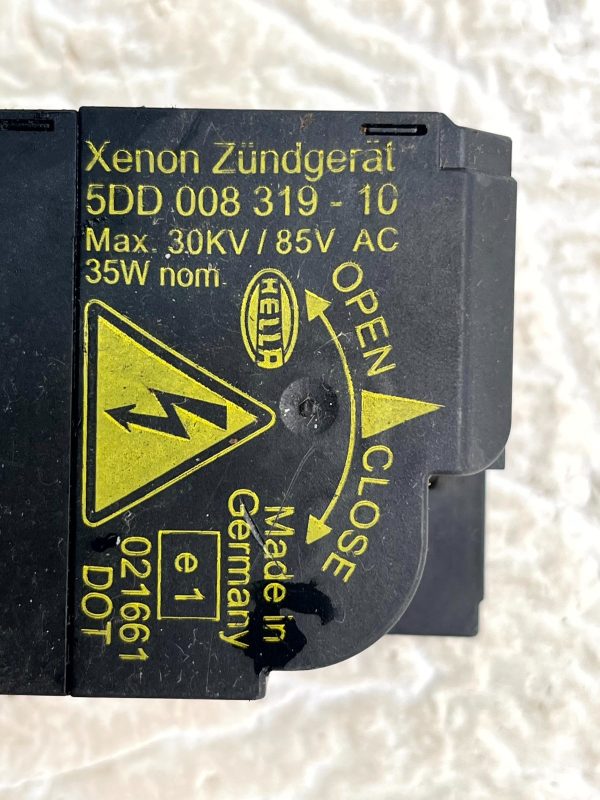 Xenon Zündgerät
5DD 008 319 - 10
Max. 30KV / 85V AC
35W nom
HELLA
OPEN
CLOSE
Made in
Germany
e1
021661
DOT